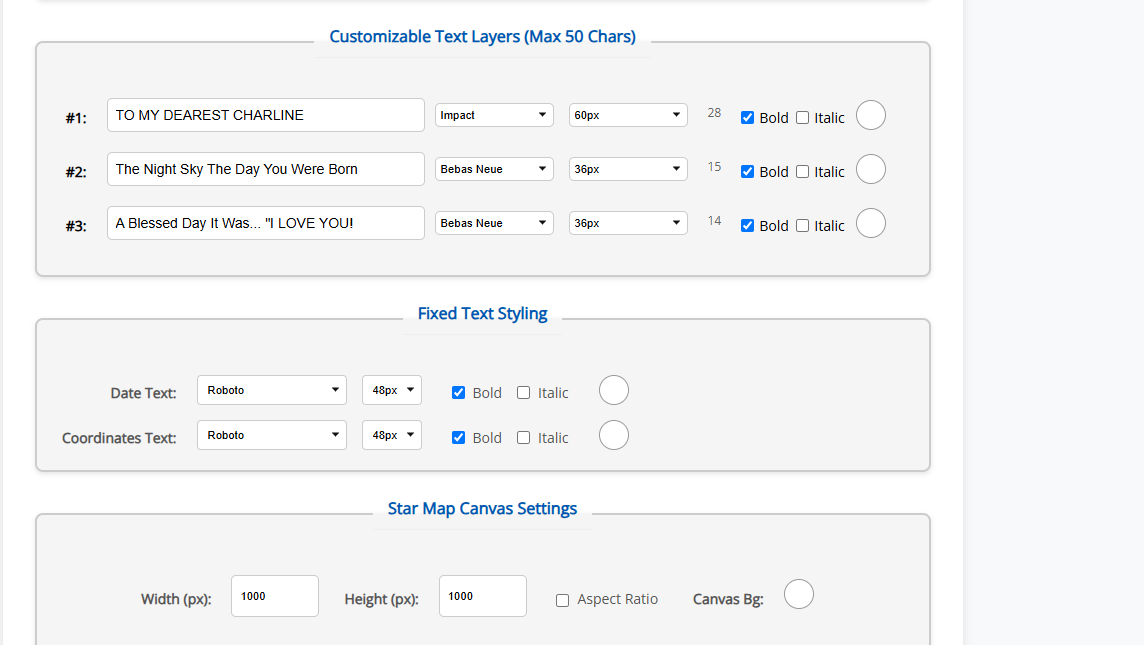 Customizable Text Layers (Max 50 Chars)
#1: TO MY DEAREST CHARLINE Impact 60px 28 Bold Italic
#2: The Night Sky The Day You Were Born Bebas Neue 36px 15 Bold Italic
#3: A Blessed Day It Was... "I LOVE YOU! Bebas Neue 36px 14 Bold Italic
Fixed Text Styling
Date Text: Roboto 48px Bold Italic
Coordinates Text: Roboto 48px Bold Italic
Star Map Canvas Settings
Width (px): 1000 Height (px): 1000 Aspect Ratio Canvas Bg: